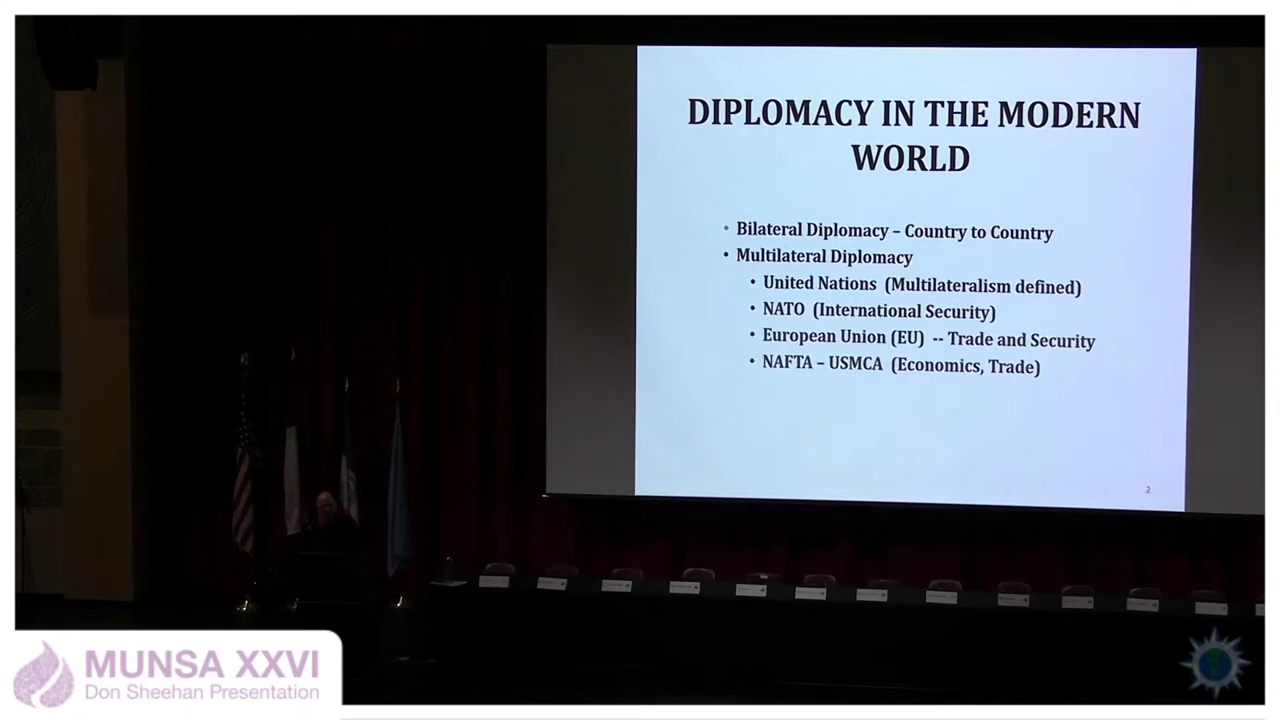 DIPLOMACY IN THE MODERN
WORLD
• Bilateral Diplomacy – Country to Country
• Multilateral Diplomacy
• United Nations (Multilateralism defined)
• NATO (International Security)
• European Union (EU) -- Trade and Security
• NAFTA – USMCA (Economics, Trade)
2
MUNSA XXVI
Don Sheehan Presentation